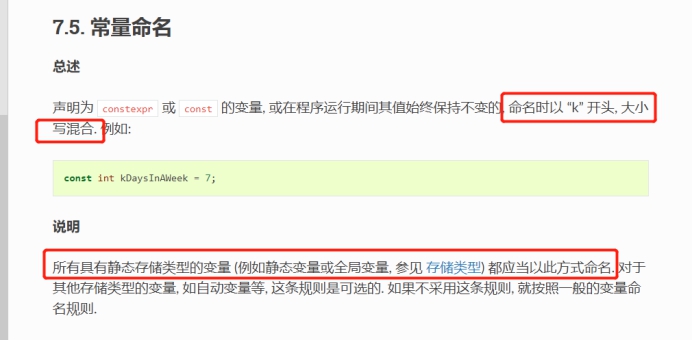 7.5. 常量命名
总述
声明为 constexpr 或 const 的变量, 或在程序运行期间其值始终保持不变的, 命名时以 “k” 开头, 大小
写混合. 例如:
const int kDaysInAWeek = 7;
说明
所有具有静态存储类型的变量 (例如静态变量或全局变量, 参见 存储类型) 都应当以此方式命名. 对于
其他存储类型的变量, 如自动变量等, 这条规则是可选的. 如果不采用这条规则, 就按照一般的变量命
名规则.